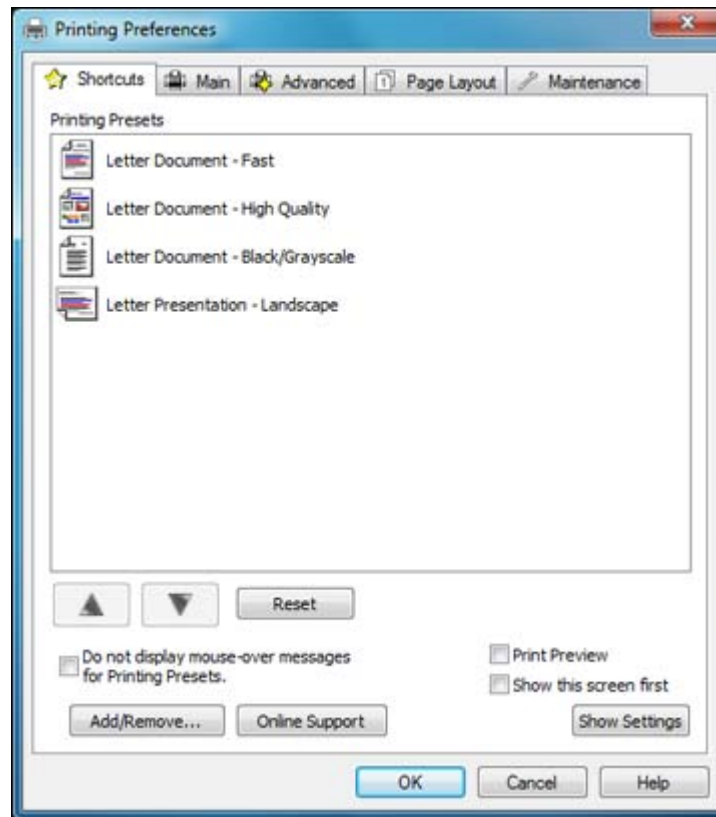 Printing Preferences
Shortcuts Main Advanced 1 Page Layout Maintenance
Printing Presets
Letter Document - Fast
Letter Document - High Quality
Letter Document - Black/Grayscale
Letter Presentation - Landscape
Reset
Do not display mouse-over messages
for Printing Presets.
Print Preview
Show this screen first
Add/Remove... Online Support Show Settings
OK Cancel Help